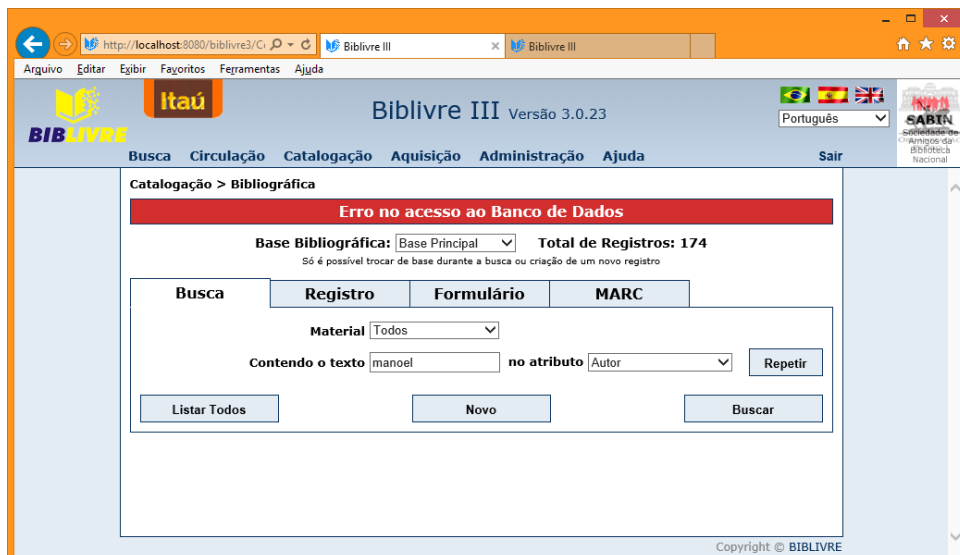 http://localhost:8080/biblivre3/Ci
Biblivre III
Biblivre III
Arquivo Editar Exibir Favoritos Ferramentas Ajuda
BIBLIVRE
Itaú
Biblivre III Versão 3.0.23
Português
SABIN
Sociedade de
Amigos da
Biblioteca
Nacional
Busca Circulação Catalogação Aquisição Administração Ajuda Sair
Catalogação > Bibliográfica
Erro no acesso ao Banco de Dados
Base Bibliográfica: Base Principal Total de Registros: 174
Só é possível trocar de base durante a busca ou criação de um novo registro
Busca Registro Formulário MARC
Material Todos
Contendo o texto manoel no atributo Autor Repetir
Listar Todos Novo Buscar
Copyright © BIBLIVRE